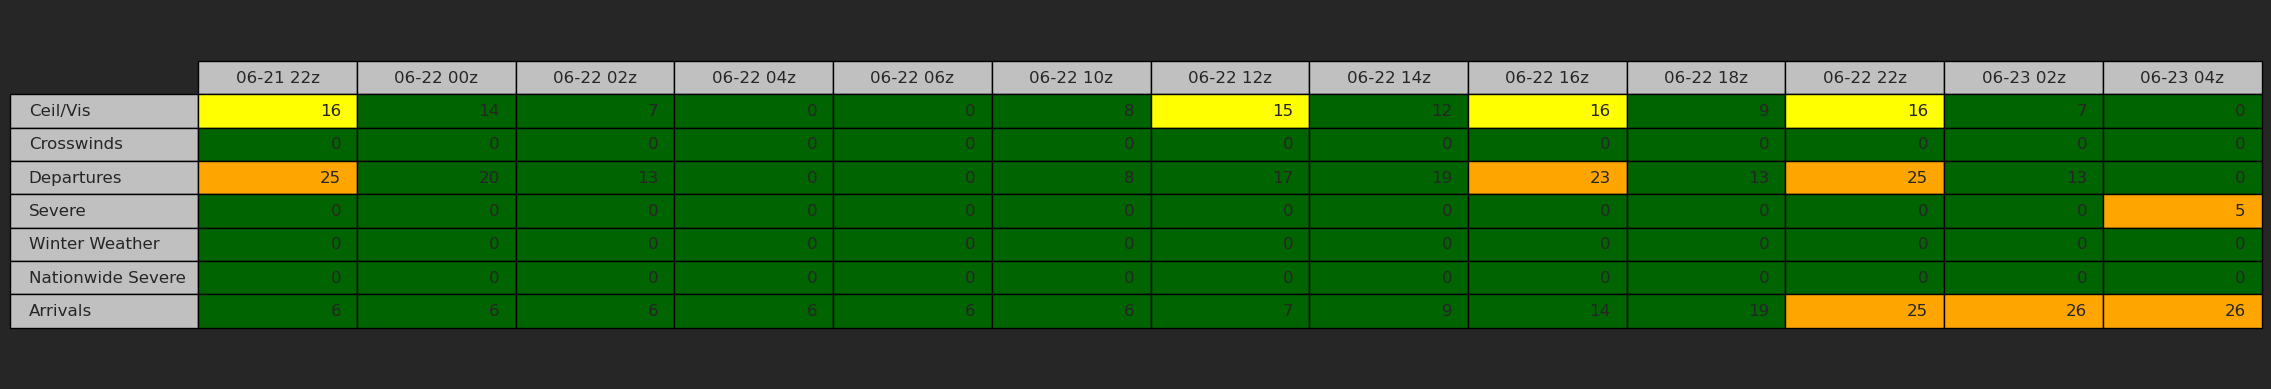 06-21 22z 06-22 00z 06-22 02z 06-22 04z 06-22 06z 06-22 10z 06-22 12z 06-22 14z 06-22 16z 06-22 18z 06-22 22z 06-23 02z 06-23 04z
Ceil/Vis 16 14 7 0 0 8 15 12 16 9 16 7 0
Crosswinds 0 0 0 0 0 0 0 0 0 0 0 0 0
Departures 25 20 13 0 0 8 17 19 23 13 25 13 0
Severe 0 0 0 0 0 0 0 0 0 0 0 0 5
Winter Weather 0 0 0 0 0 0 0 0 0 0 0 0 0
Nationwide Severe 0 0 0 0 0 0 0 0 0 0 0 0 0
Arrivals 6 6 6 6 6 6 7 9 14 19 25 26 26